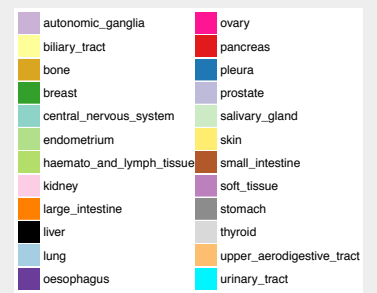 autonomic_ganglia
biliary_tract
bone
breast
central_nervous_system
endometrium
haemato_and_lymph_tissue
kidney
large_intestine
liver
lung
oesophagus
ovary
pancreas
pleura
prostate
salivary_gland
skin
small_intestine
soft_tissue
stomach
thyroid
upper_aerodigestive_tract
urinary_tract